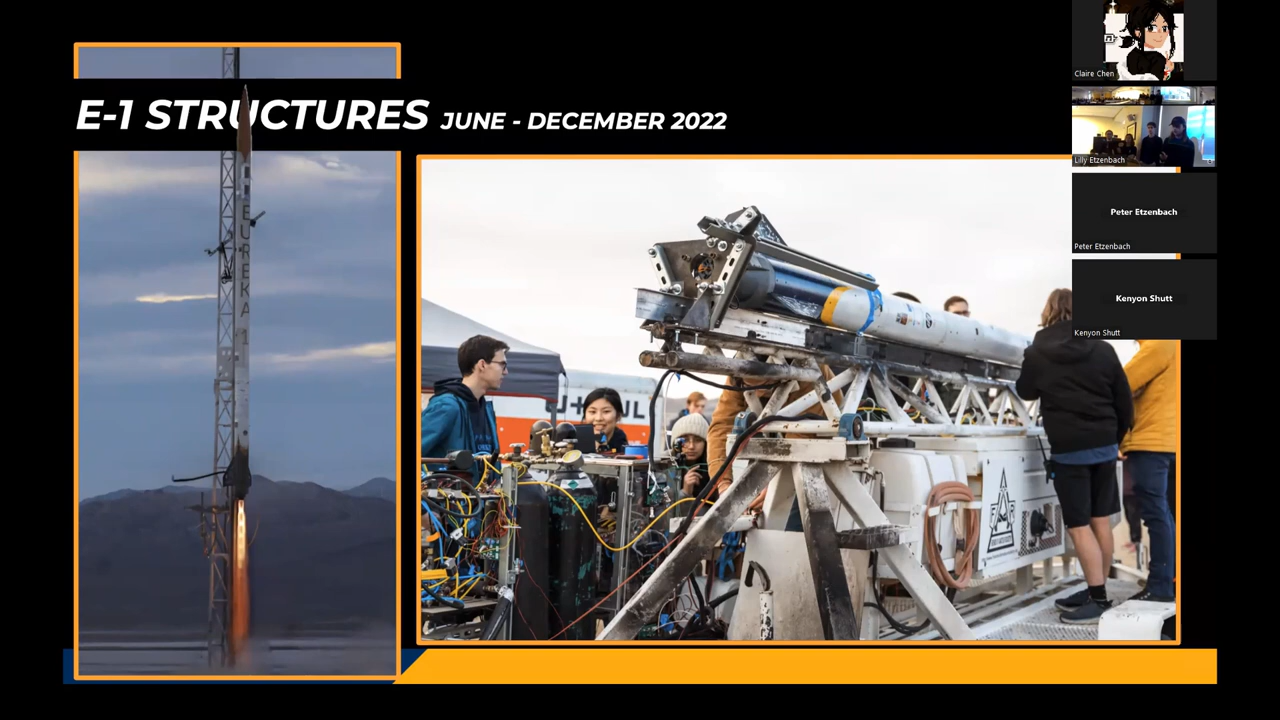 E-1 STRUCTURES JUNE - DECEMBER 2022
EUREKA 1
U HUL
Claire Chen
Lilly Etzenbach
Peter Etzenbach
Peter Etzenbach
Kenyon Shutt
Kenyon Shutt